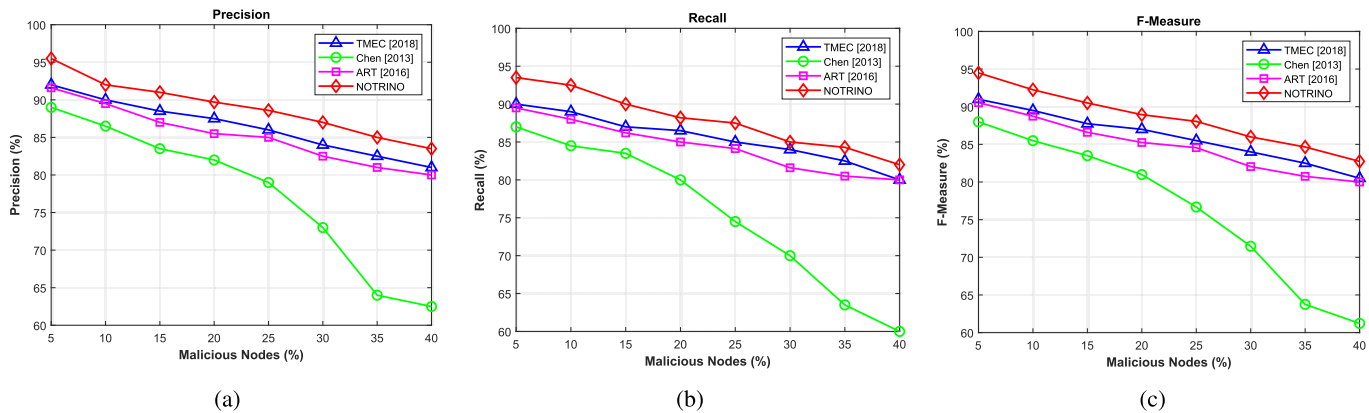 Precision
100
95
90
85
80
75
70
65
60
5 10 15 20 25 30 35 40
Precision (%)
Malicious Nodes (%)
TMEC [2018]
Chen [2013]
ART [2016]
NOTRINO
(a)
Recall
100
95
90
85
80
75
70
65
60
5 10 15 20 25 30 35 40
Recall (%)
Malicious Nodes (%)
TMEC [2018]
Chen [2013]
ART [2016]
NOTRINO
(b)
F-Measure
100
95
90
85
80
75
70
65
60
5 10 15 20 25 30 35 40
F-Measure (%)
Malicious Nodes (%)
TMEC [2018]
Chen [2013]
ART [2016]
NOTRINO
(c)